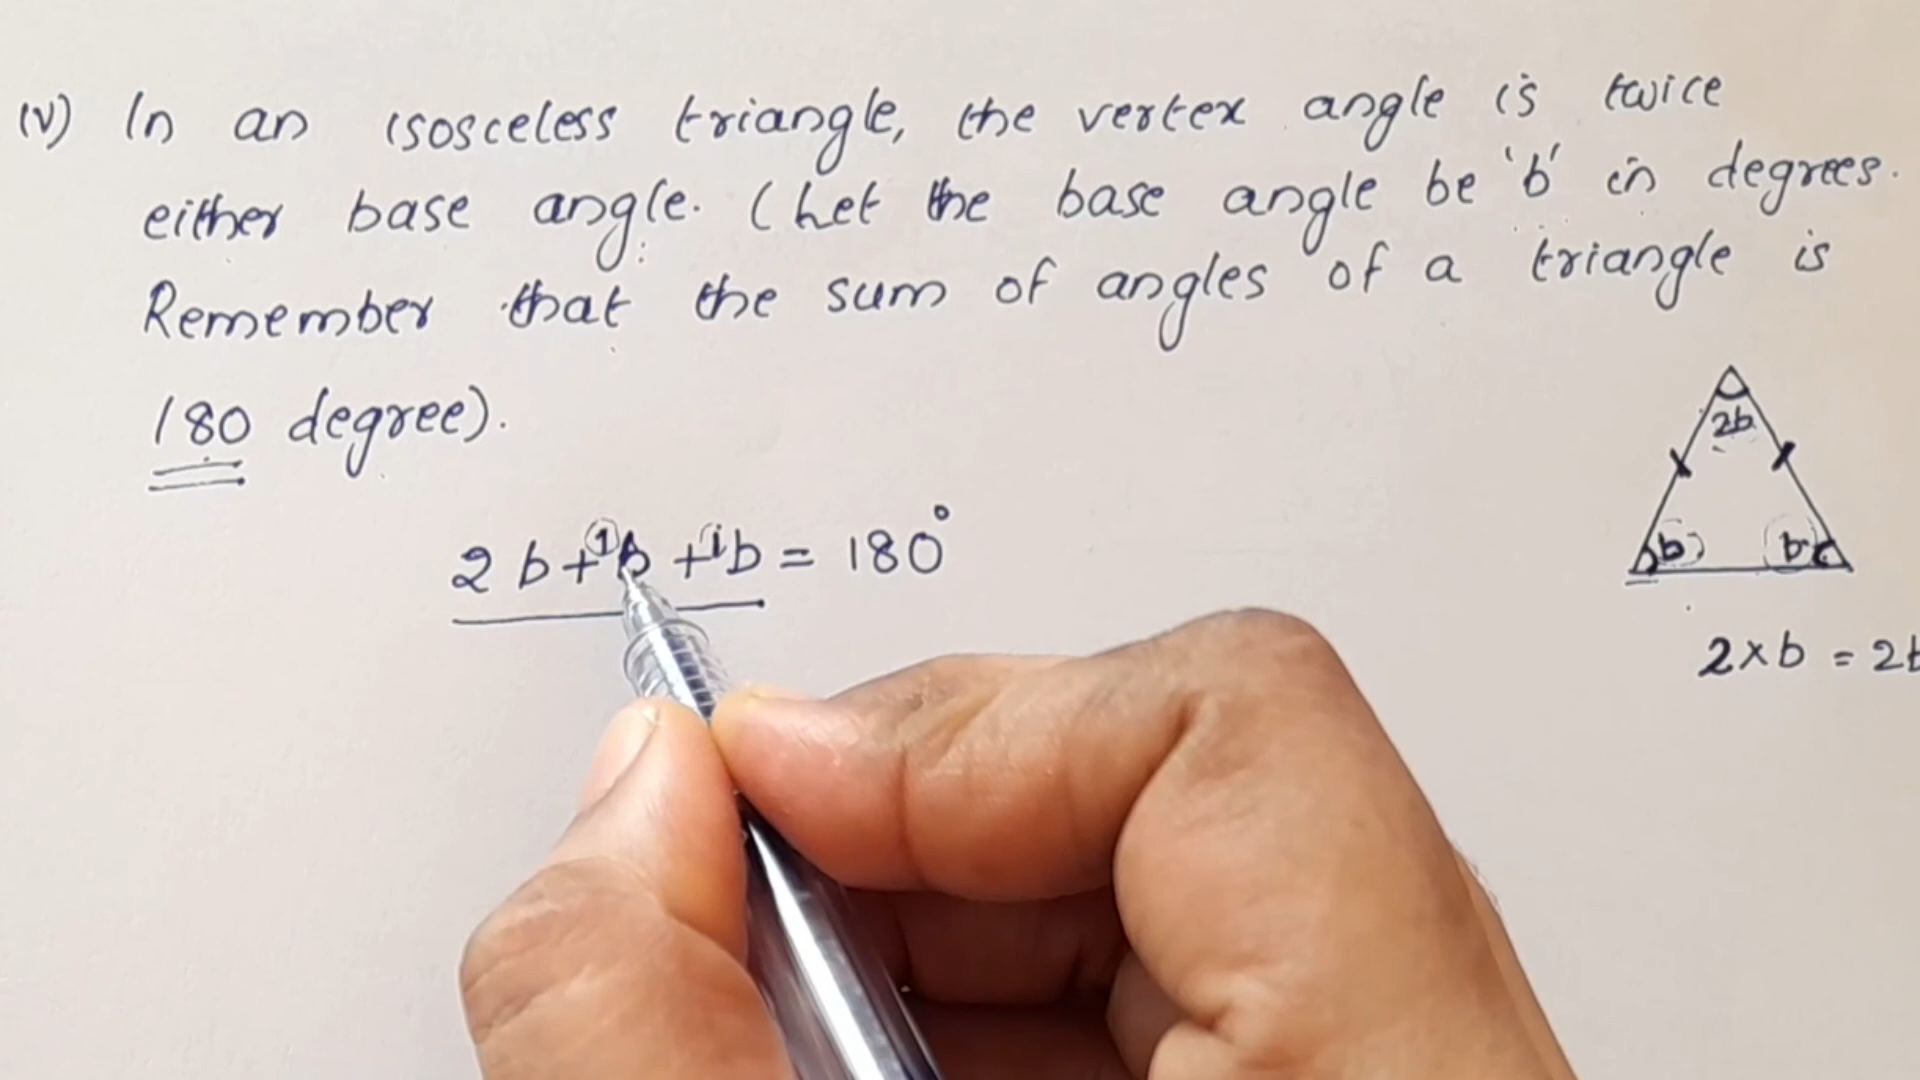 (V) In an isosceless triangle, the vertex angle is twice
either base angle. (Let the base angle be 'b' in degrees.
Remember that the sum of angles of a triangle is
180 degree).
2b
b b
2 b + 1b + 1b = 180°
2 × b = 2b